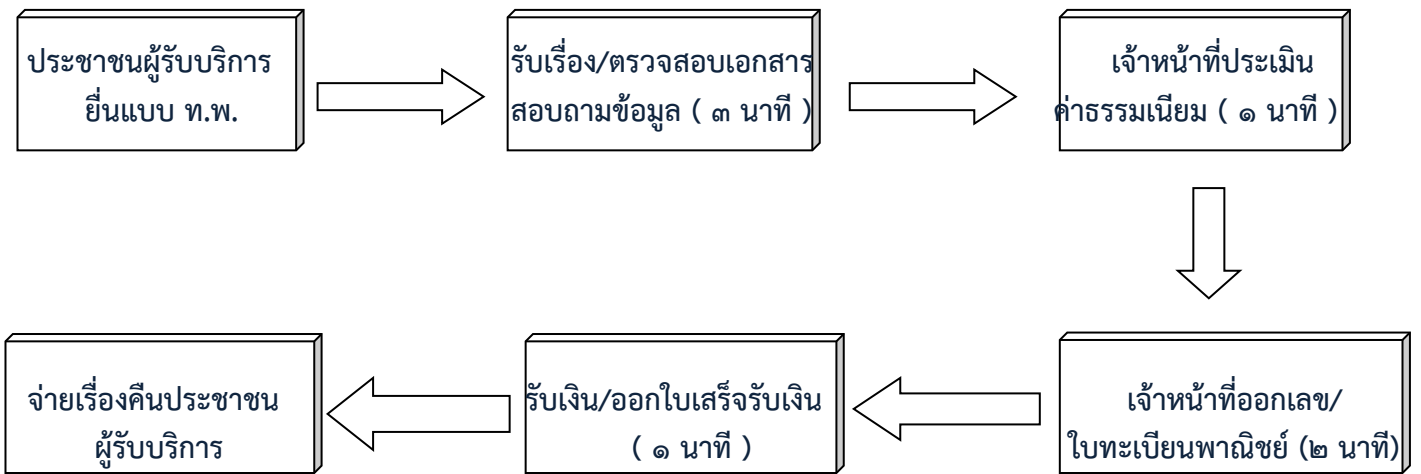 ประชาชนผู้รับบริการ
ยื่นแบบ ท.พ.
รับเรื่อง/ตรวจสอบเอกสาร
สอบถามข้อมูล ( ๓ นาที )
เจ้าหน้าที่ประเมิน
ค่าธรรมเนียม ( ๑ นาที )
เจ้าหน้าที่ออกเลข/
ใบทะเบียนพาณิชย์ (๒ นาที)
รับเงิน/ออกใบเสร็จรับเงิน
( ๑ นาที )
จ่ายเรื่องคืนประชาชน
ผู้รับบริการ